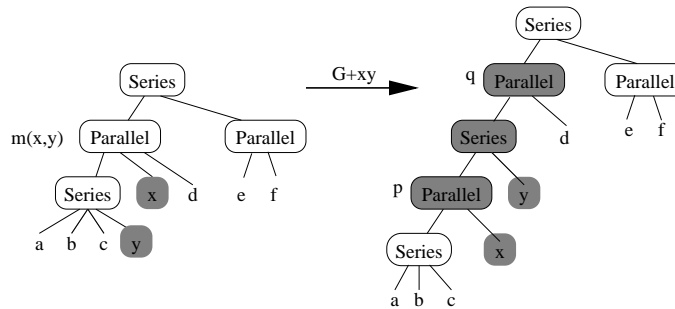 Series
G+xy
Series
q Parallel Parallel
m(x,y) Parallel Parallel
Series d e f
Series x d e f
p Parallel y
a b c y
Series x
a b c